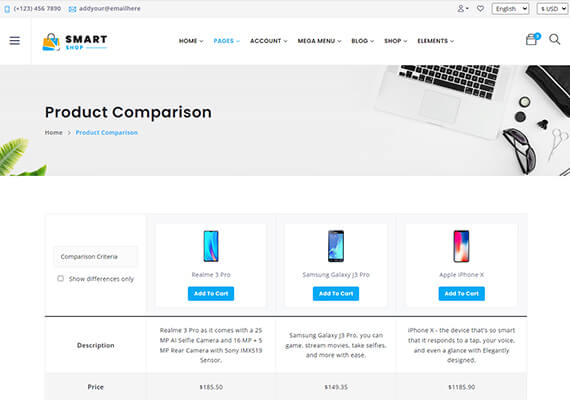 (+123) 456 7890 addyour@emailhere English $ USD
SMART SHOP HOME PAGES ACCOUNT MEGA MENU BLOG SHOP ELEMENTS 3
Product Comparison
Home > Product Comparison
Comparison Criteria
Show differences only
Realme 3 Pro Samsung Galaxy J3 Pro Apple iPhone X
Add To Cart Add To Cart Add To Cart
Description
Realme 3 Pro as it comes with a 25
MP AI Selfie Camera and 16 MP + 5
MP Rear Camera with Sony IMX519
Sensor.
Samsung Galaxy J3 Pro, you can
game, stream movies, take selfies,
and more with ease.
iPhone X - the device that's so smart
that it responds to a tap, your voice,
and even a glance with Elegantly
designed.
Price $185.50 $149.35 $1185.90